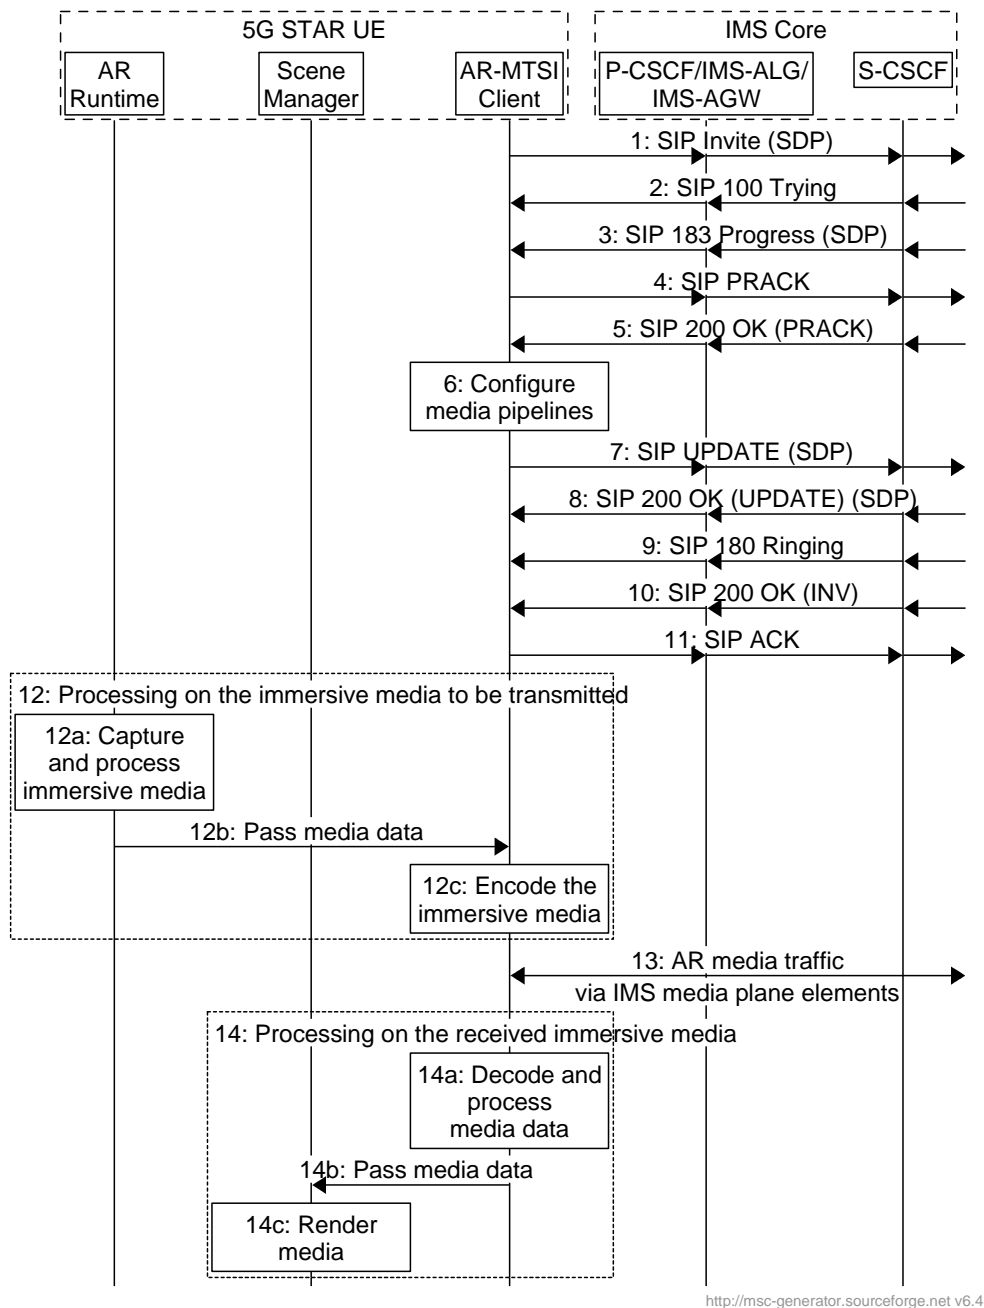 5G STAR UE
IMS Core
AR
Runtime
Scene
Manager
AR-MTSI
Client
P-CSCF/IMS-ALG/
IMS-AGW
S-CSCF
1: SIP Invite (SDP)
2: SIP 100 Trying
3: SIP 183 Progress (SDP)
4: SIP PRACK
5: SIP 200 OK (PRACK)
6: Configure
media pipelines
7: SIP UPDATE (SDP)
8: SIP 200 OK (UPDATE) (SDP)
9: SIP 180 Ringing
10: SIP 200 OK (INV)
11: SIP ACK
12: Processing on the immersive media to be transmitted
12a: Capture
and process
immersive media
12b: Pass media data
12c: Encode the
immersive media
13: AR media traffic
via IMS media plane elements
14: Processing on the received immersive media
14a: Decode and
process
media data
14b: Pass media data
14c: Render
media
http://msc-generator.sourceforge.net v6.4